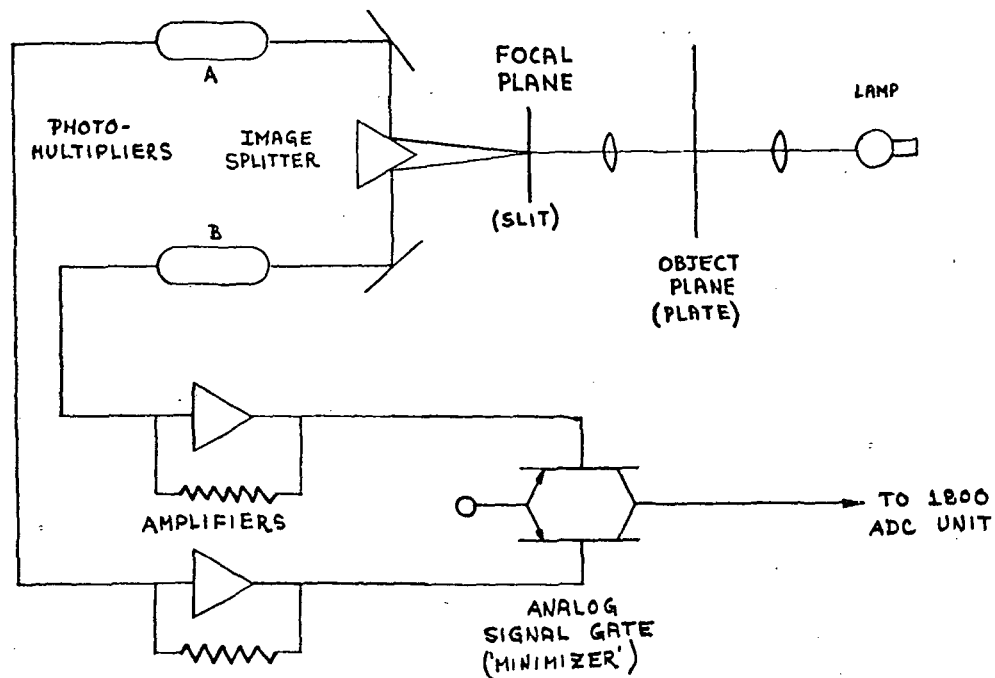 A
PHOTO-
MULTIPLIERS
IMAGE
SPLITTER
FOCAL
PLANE
(SLIT)
LAMP
B
OBJECT
PLANE
(PLATE)
AMPLIFIERS
TO 1800
ADC UNIT
ANALOG
SIGNAL GATE
('MINIMIZER')